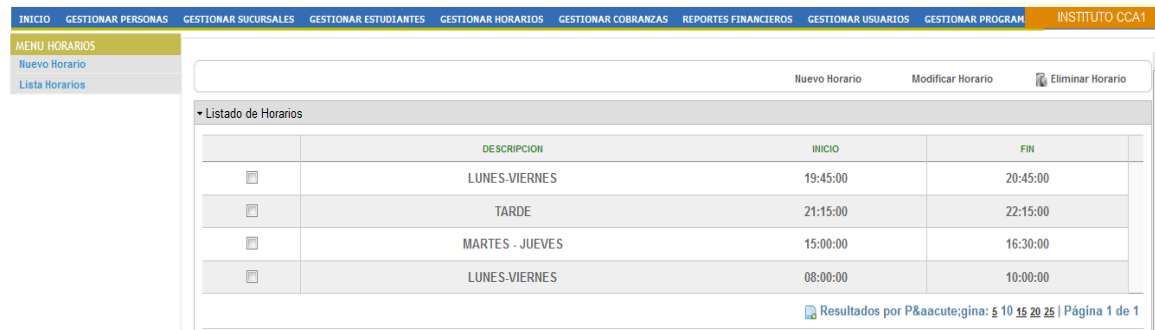 INICIO GESTIONAR PERSONAS GESTIONAR SUCURSALES GESTIONAR ESTUDIANTES GESTIONAR HORARIOS GESTIONAR COBRANZAS REPORTES FINANCIEROS GESTIONAR USUARIOS GESTIONAR PROGRAM INSTITUTO CCA1
MENU HORARIOS
Nuevo Horario
Lista Horarios
Nuevo Horario Modificar Horario Eliminar Horario
Listado de Horarios
DESCRIPCION INICIO FIN
LUNES-VIERNES 19:45:00 20:45:00
TARDE 21:15:00 22:15:00
MARTES - JUEVES 15:00:00 16:30:00
LUNES-VIERNES 08:00:00 10:00:00
Resultados por P&aacute;gina: 5 10 15 20 25 | Página 1 de 1